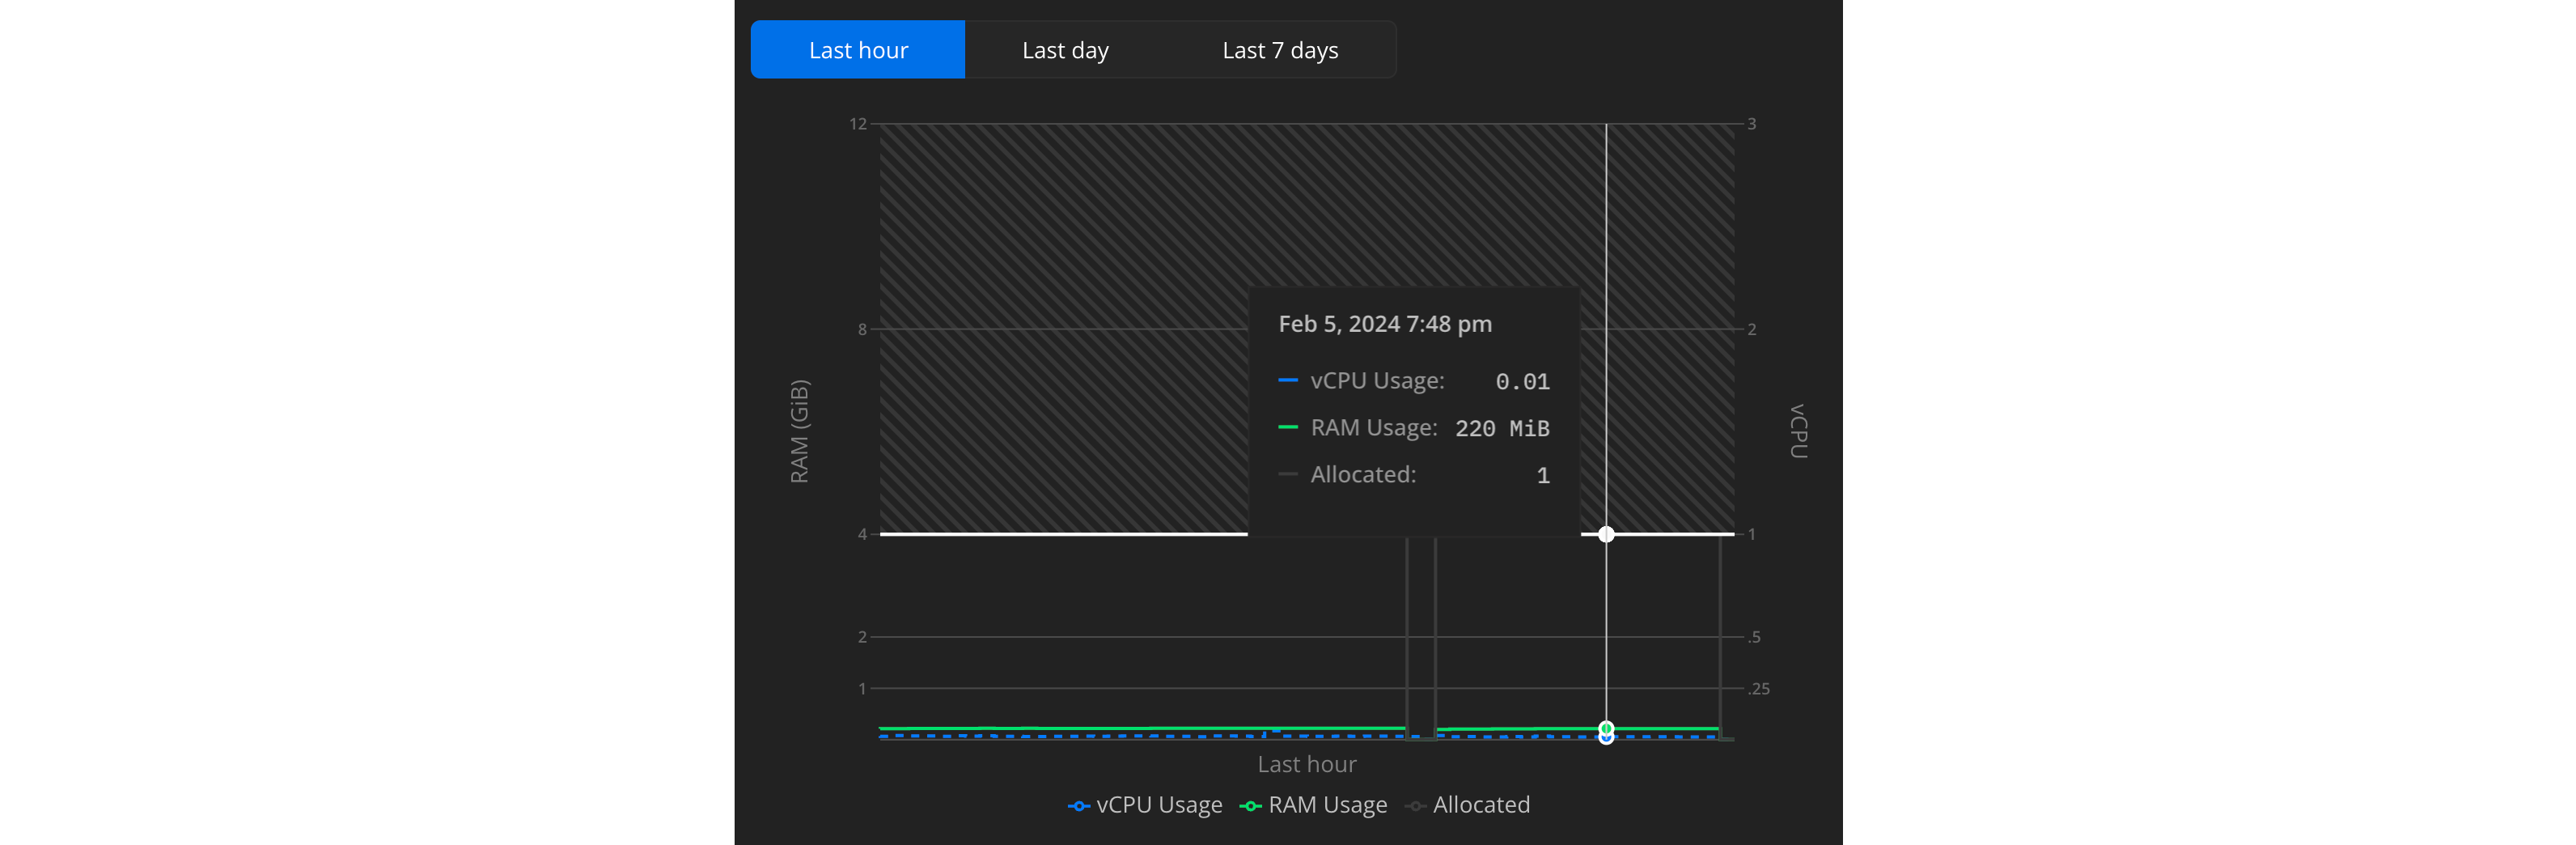 Last hour Last day Last 7 days
12 3
8 2
Feb 5, 2024 7:48 pm
vCPU Usage: 0.01
RAM Usage: 220 MiB
Allocated: 1
RAM (GiB)
vCPU
4 1
2 .5
1 .25
Last hour
vCPU Usage RAM Usage Allocated